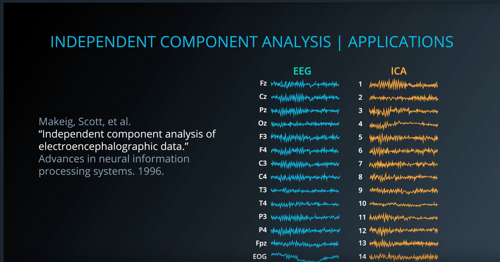 INDEPENDENT COMPONENT ANALYSIS | APPLICATIONS
Makeig, Scott, et al.
“Independent component analysis of
electroencephalographic data.”
Advances in neural information
processing systems. 1996.
EEG ICA
Fz 1
Cz 2
Pz 3
Oz 4
F3 5
F4 6
C3 7
C4 8
T3 9
T4 10
P3 11
P4 12
Fpz 13
EOG 14